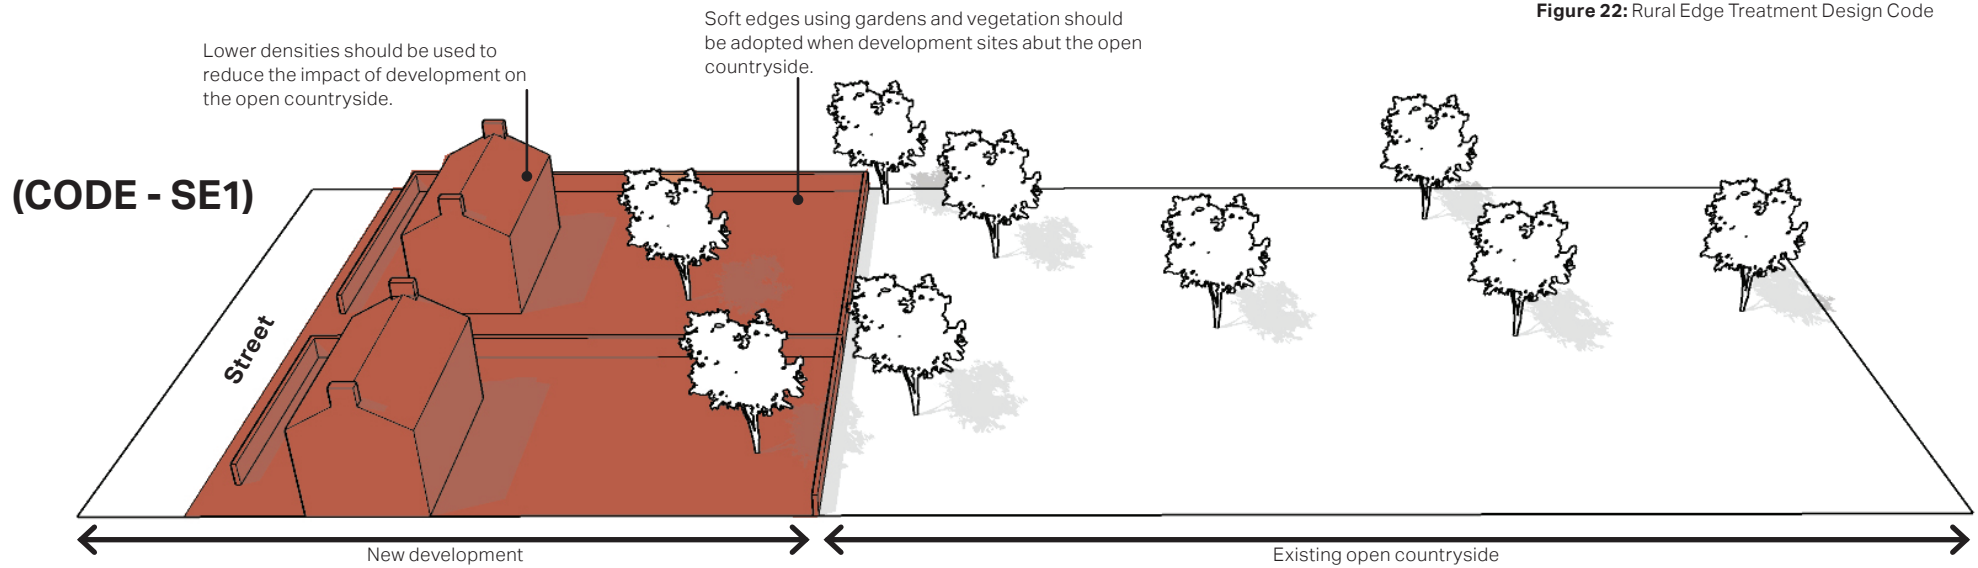 Figure 22: Rural Edge Treatment Design Code
Soft edges using gardens and vegetation should
be adopted when development sites abut the open
countryside.
Lower densities should be used to
reduce the impact of development on
the open countryside.
(CODE - SE1)
Street
New development
Existing open countryside